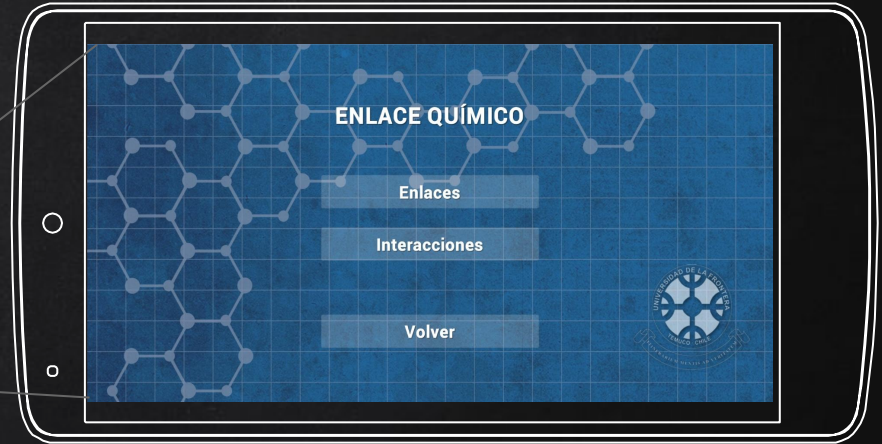 ENLACE QUÍMICO
Enlaces
Interacciones
Volver
UNIVERSIDAD DE LA FRONTERA
TEMUCO CHILE